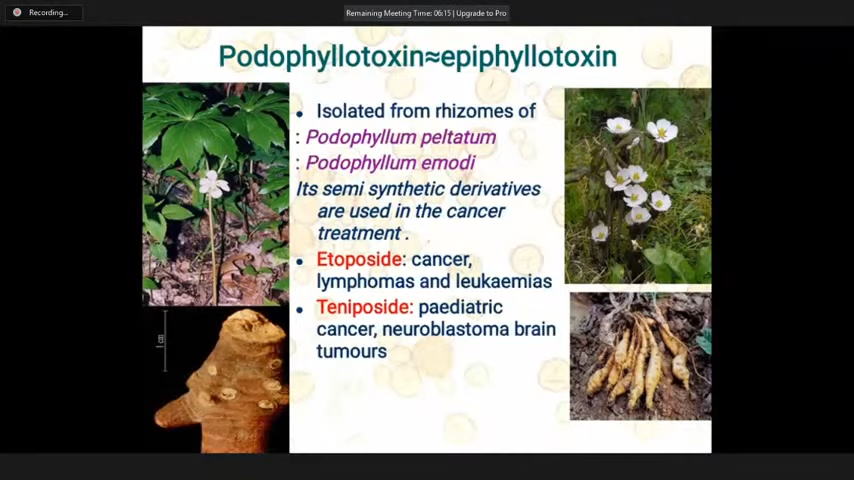 Recording...
Remaining Meeting Time: 06:15 | Upgrade to Pro
Podophyllotoxin≈epiphyllotoxin
• Isolated from rhizomes of
: Podophyllum peltatum
: Podophyllum emodi
Its semi synthetic derivatives
are used in the cancer
treatment .
• Etoposide: cancer,
lymphomas and leukaemias
• Teniposide: paediatric
cancer, neuroblastoma brain
tumours
1 cm